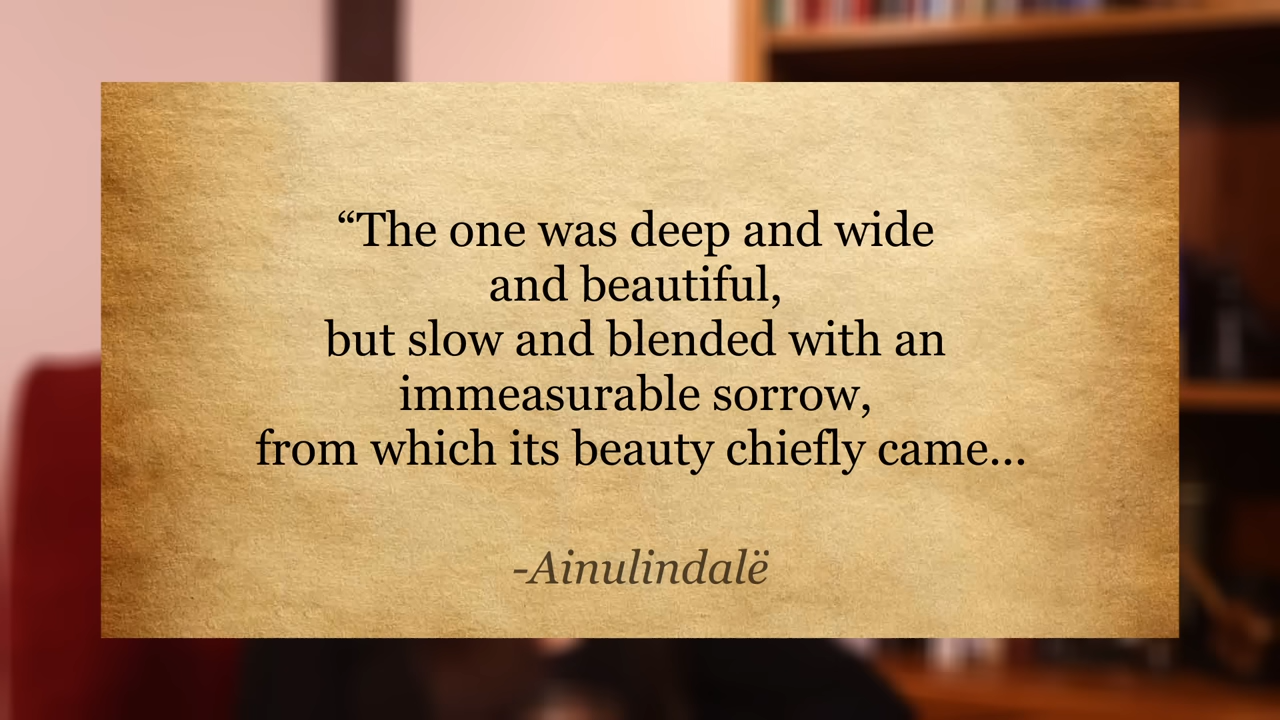 “The one was deep and wide
and beautiful,
but slow and blended with an
immeasurable sorrow,
from which its beauty chiefly came...
-Ainulindalë